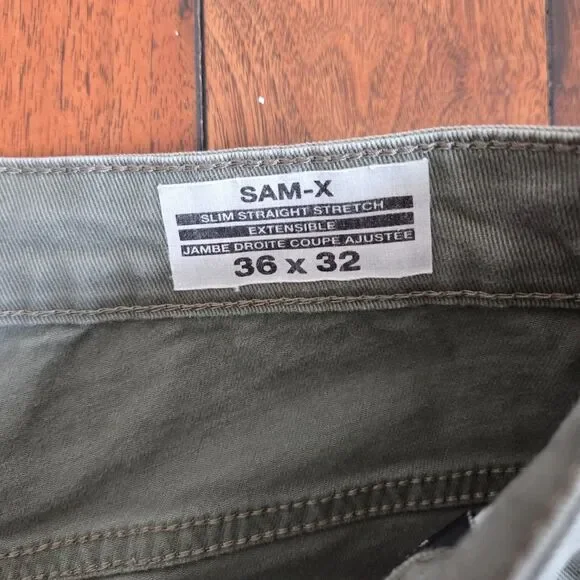 SAM-X
SLIM STRAIGHT STRETCH
EXTENSIBLE
JAMBE DROITE COUPE AJUSTÉE
36 x 32